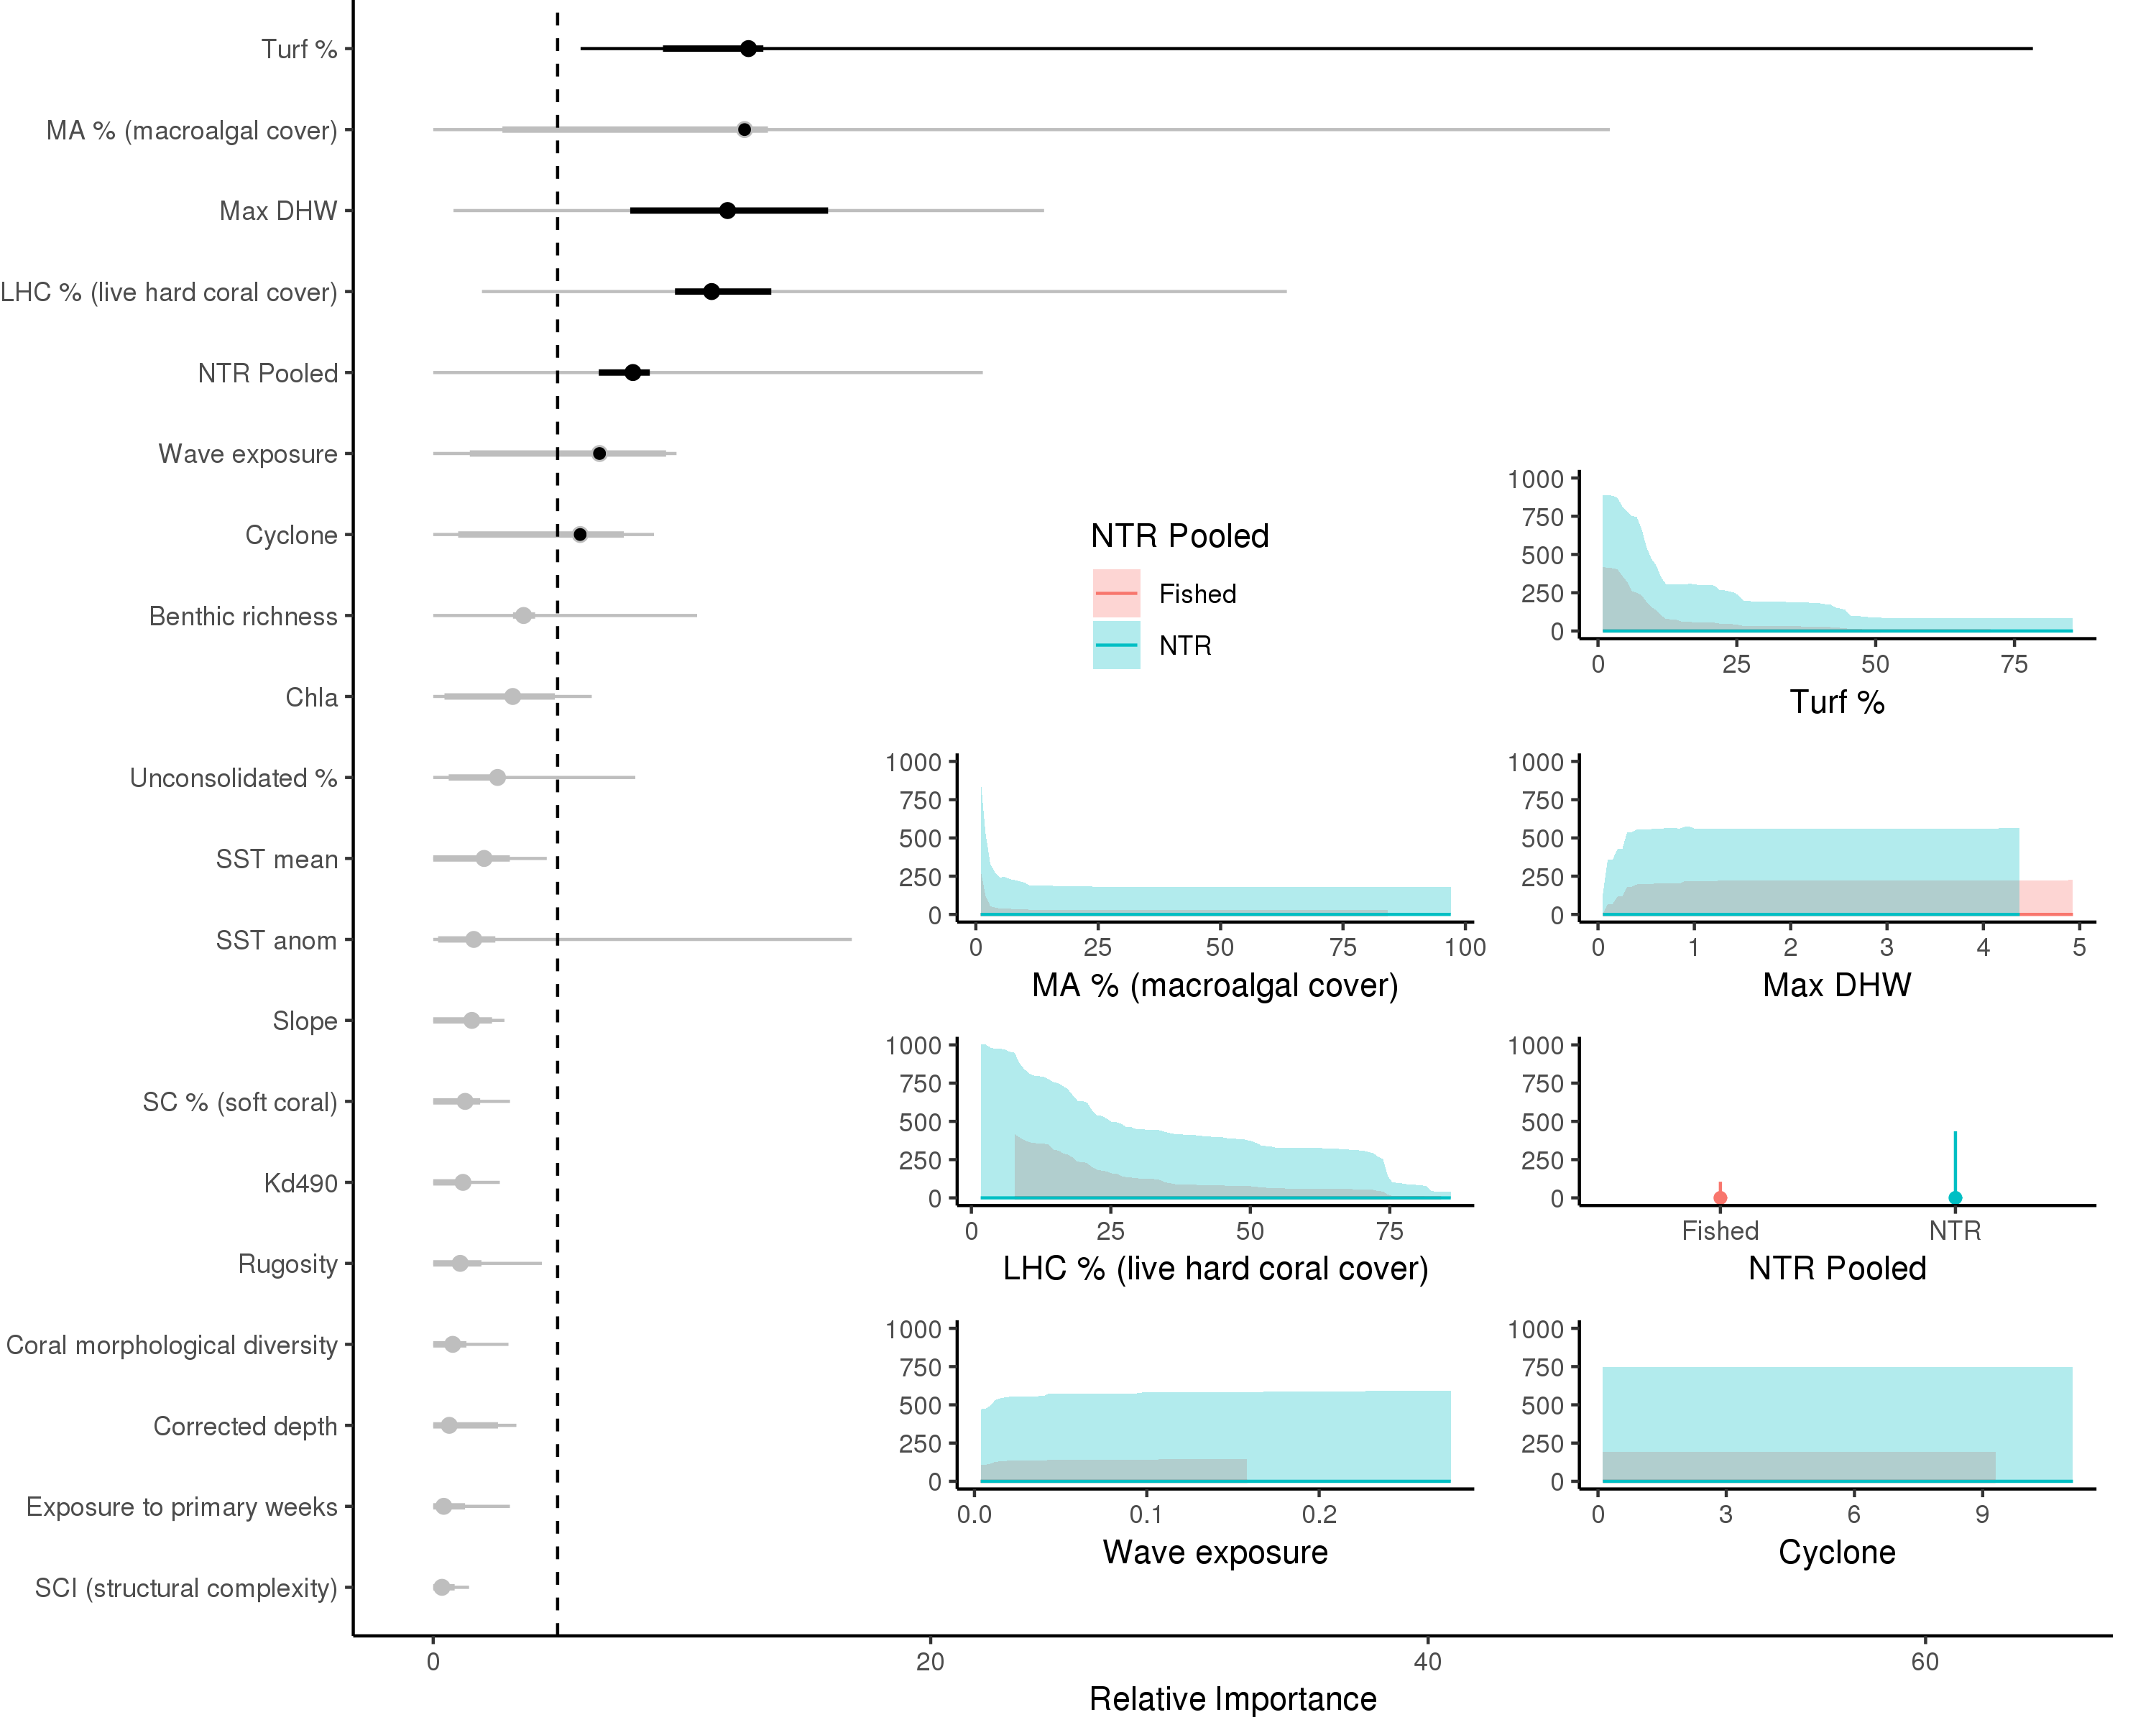 Turf %
MA % (macroalgal cover)
Max DHW
LHC % (live hard coral cover)
NTR Pooled
Wave exposure
Cyclone
Benthic richness
Chla
Unconsolidated %
SST mean
SST anom
Slope
SC % (soft coral)
Kd490
Rugosity
Coral morphological diversity
Corrected depth
Exposure to primary weeks
SCI (structural complexity)
0 20 40 60
Relative Importance
NTR Pooled
Fished
NTR
1000
750
500
250
0
0 25 50 75
Turf %
1000
750
500
250
0
0 25 50 75 100
MA % (macroalgal cover)
1000
750
500
250
0
0 1 2 3 4 5
Max DHW
1000
750
500
250
0
0 25 50 75
LHC % (live hard coral cover)
1000
750
500
250
0
Fished NTR
NTR Pooled
1000
750
500
250
0
0.0 0.1 0.2
Wave exposure
1000
750
500
250
0
0 3 6 9
Cyclone